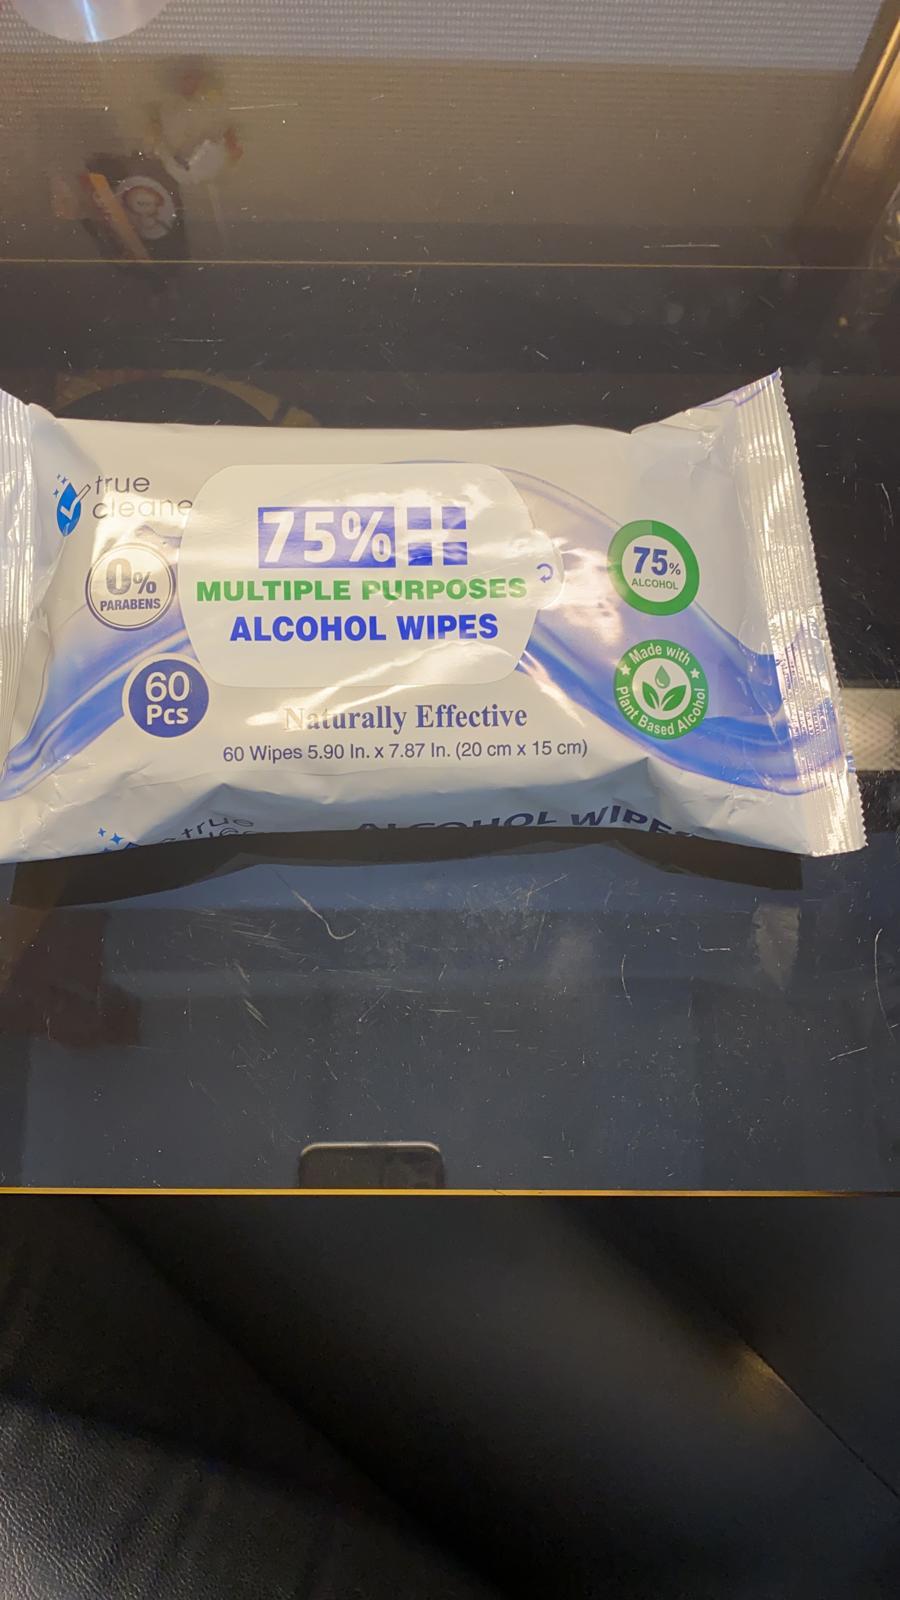 true
cleane
75%
MULTIPLE PURPOSES
ALCOHOL WIPES
0%
PARABENS
75%
ALCOHOL
60
Pcs
Made with
Plant Based Alcohol
Naturally Effective
60 Wipes 5.90 In. x 7.87 In. (20 cm x 15 cm)
true
ALCOHOL WIPES